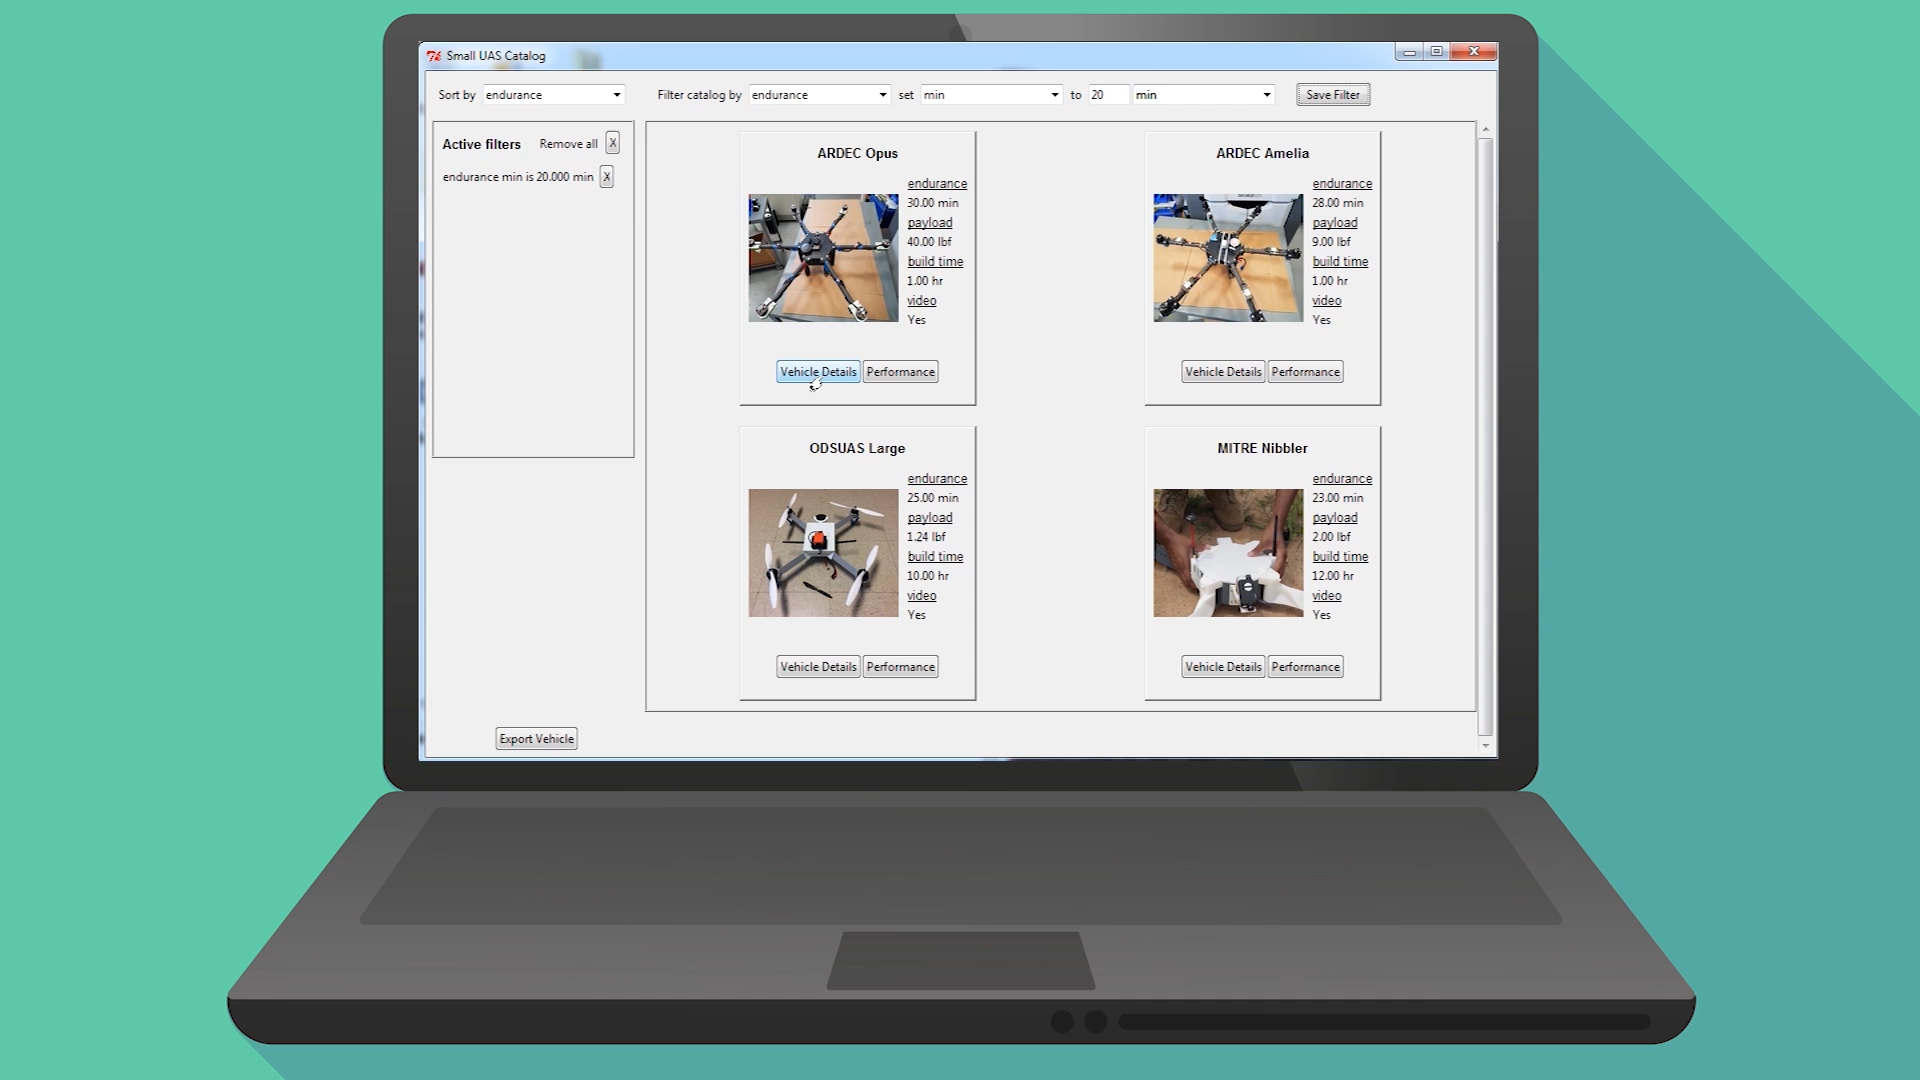 Small UAS Catalog
Sort by endurance Filter catalog by endurance set min to 20 min Save Filter
Active filters Remove all X
endurance min is 20.000 min X
ARDEC Opus
endurance
30.00 min
payload
40.00 lbf
build time
1.00 hr
video
Yes
Vehicle Details Performance
ARDEC Amelia
endurance
28.00 min
payload
9.00 lbf
build time
1.00 hr
video
Yes
Vehicle Details Performance
ODSUAS Large
endurance
25.00 min
payload
1.24 lbf
build time
10.00 hr
video
Yes
Vehicle Details Performance
MITRE Nibbler
endurance
23.00 min
payload
2.00 lbf
build time
12.00 hr
video
Yes
Vehicle Details Performance
Export Vehicle